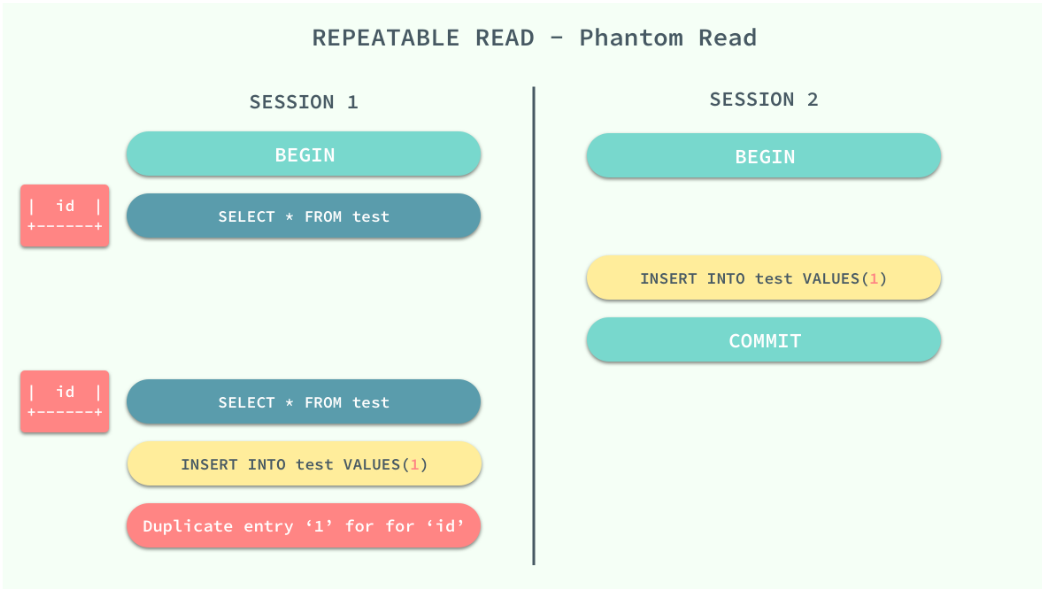 REPEATABLE READ - Phantom Read
SESSION 1
BEGIN
| id |
+------+
SELECT * FROM test
| id |
+------+
SELECT * FROM test
INSERT INTO test VALUES(1)
Duplicate entry ‘1’ for for ‘id’
SESSION 2
BEGIN
INSERT INTO test VALUES(1)
COMMIT